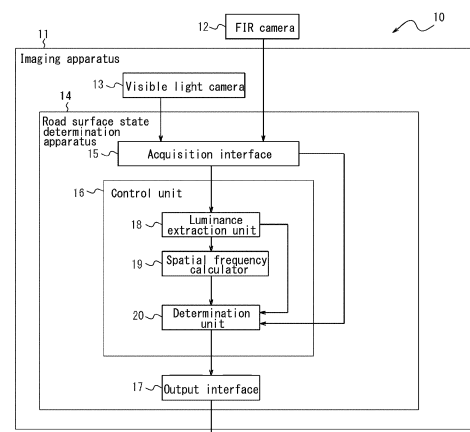 10
12 FIR camera
11
Imaging apparatus
13 Visible light camera
14
Road surface state
determination
apparatus
15 Acquisition interface
16 Control unit
18 Luminance
extraction unit
19 Spatial frequency
calculator
20 Determination
unit
17 Output interface